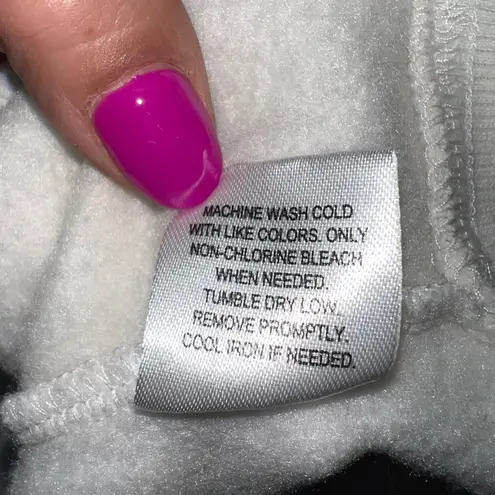 MACHINE WASH COLD
WITH LIKE COLORS. ONLY
NON-CHLORINE BLEACH
WHEN NEEDED.
TUMBLE DRY LOW.
REMOVE PROMPTLY.
COOL IRON IF NEEDED.